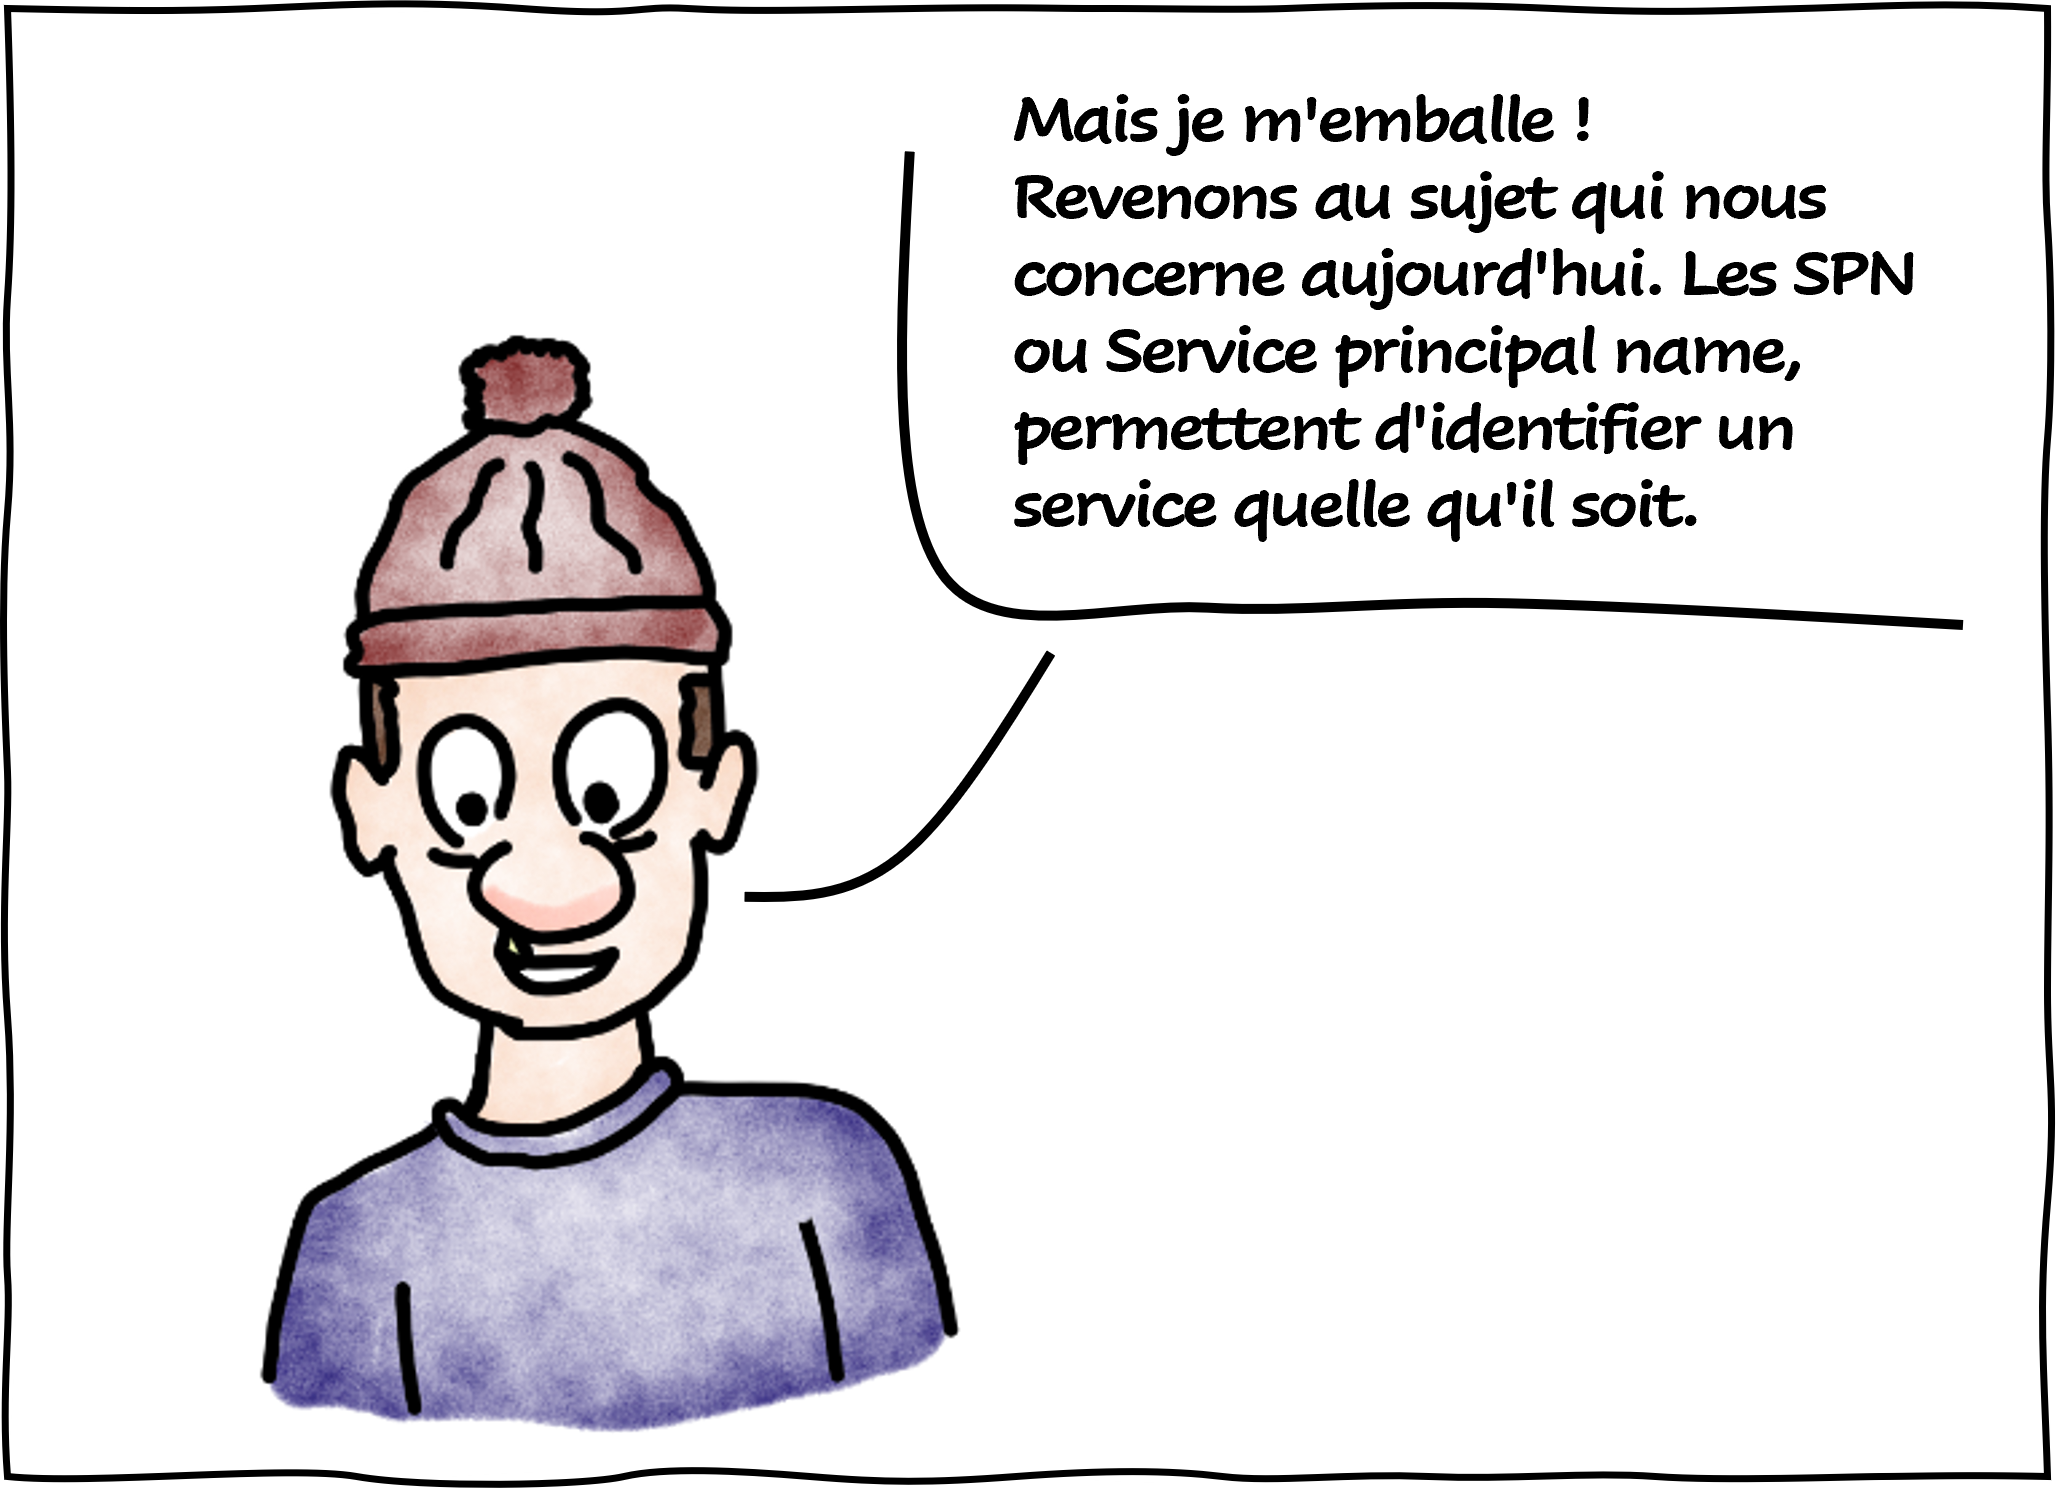 Mais je m'emballe !
Revenons au sujet qui nous
concerne aujourd'hui. Les SPN
ou Service principal name,
permettent d'identifier un
service quelle qu'il soit.